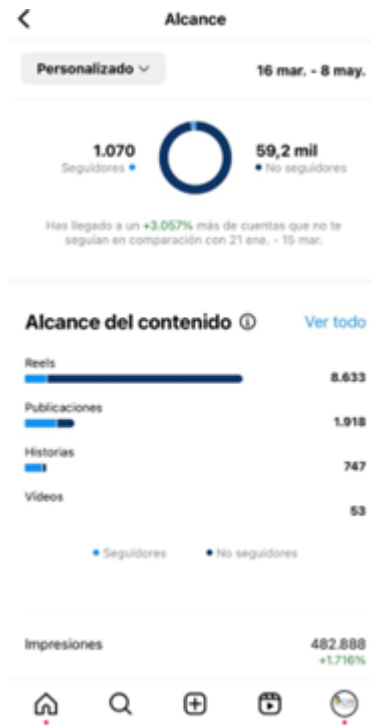 Alcance
Personalizado
16 mar. - 8 may.
1.070
Seguidores
59,2 mil
No seguidores
Has llegado a un +3.057% más de cuentas que no te
seguían en comparación con 21 ene. - 15
mar.
Alcance del contenido
Ver todo
Reels
8.633
Publicaciones
1.918
Historias
747
Vídeos
53
Seguidores
No seguidores
Impresiones
482.888
+1.716%